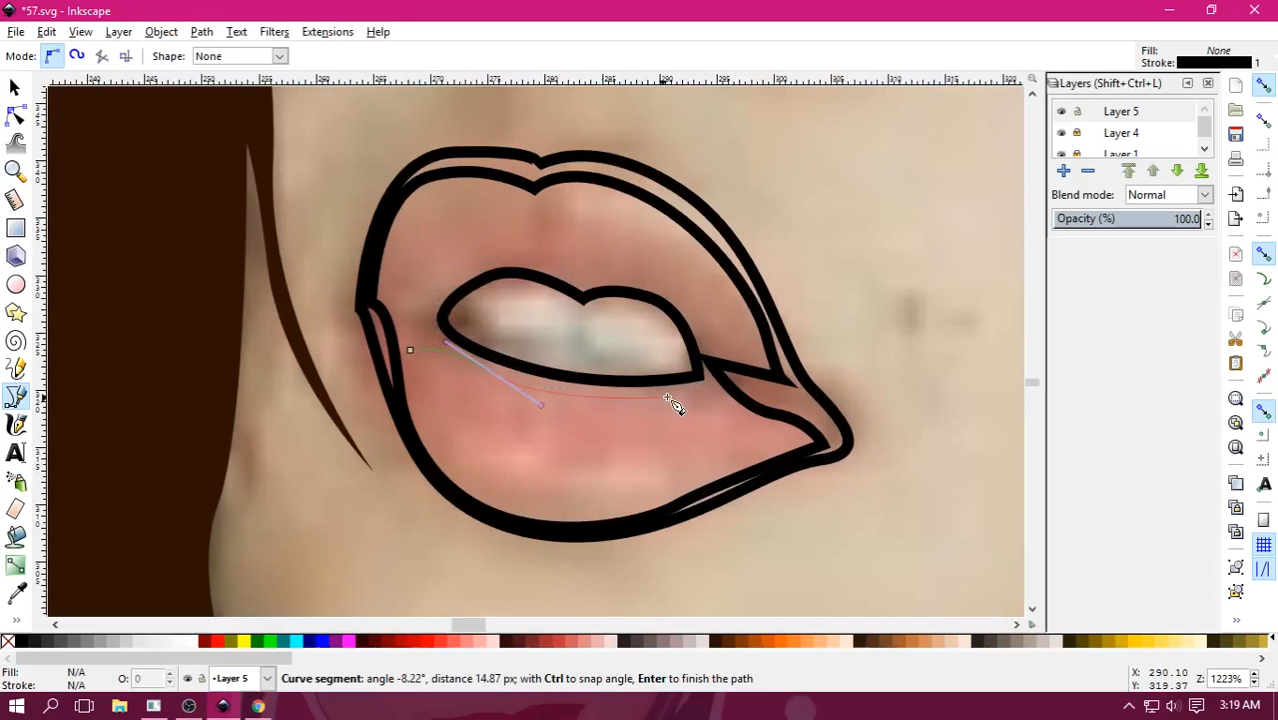 *57.svg - Inkscape
File Edit View Layer Object Path Text Filters Extensions Help
Mode: Shape: None
Fill: None
Stroke: 1
Layers (Shift+Ctrl+L)
Layer 5
Layer 4
Layer 1
Blend mode: Normal
Opacity (%) 100.0
Fill: N/A
Stroke: N/A
O: 0
Layer 5
Curve segment: angle -8.22°, distance 14.87 px; with Ctrl to snap angle, Enter to finish the path
X: 290.10
Y: 319.37
Z: 1223%
3:19 AM